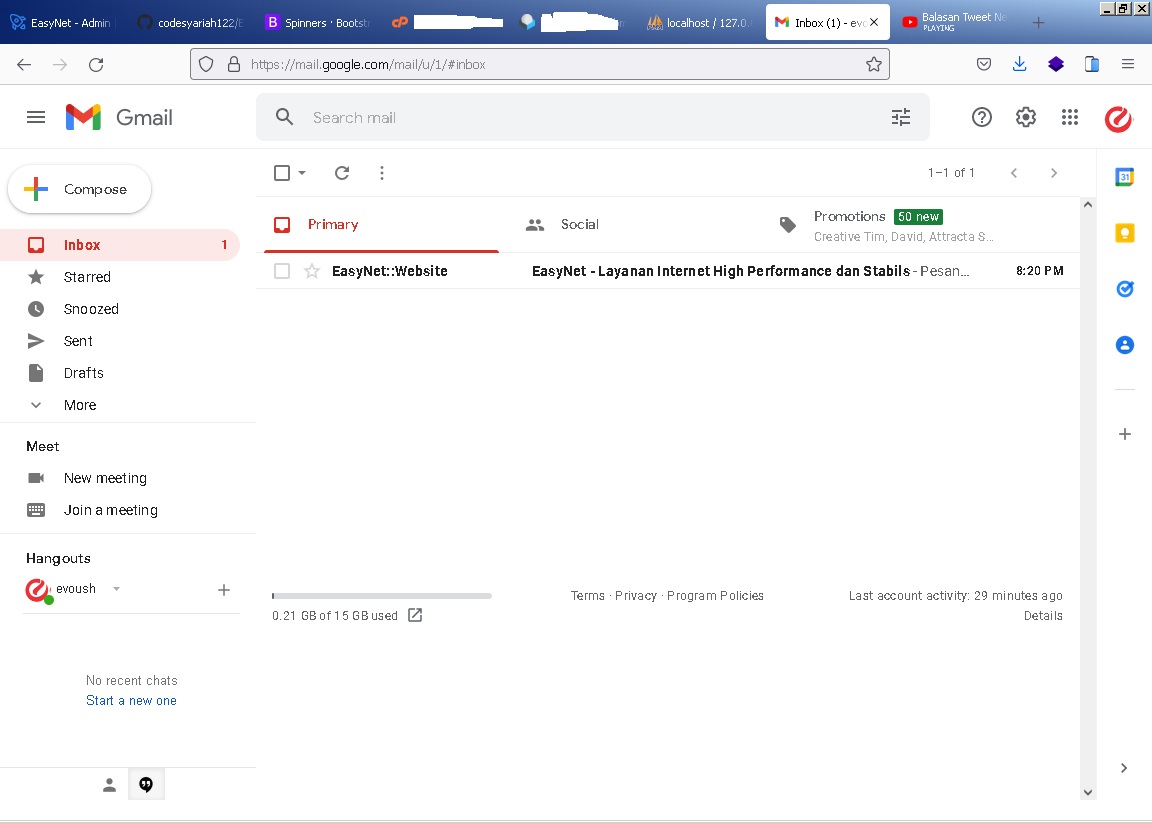 EasyNet - Admin
codesyariah122/E
Spinners · Bootst
localhost / 127.0.
Inbox (1) - evo
Balasan Tweet Ne
PLAYING
https://mail.google.com/mail/u/1/#inbox
Gmail
Search mail
Compose
1–1 of 1
31
Primary
Social
Promotions 50 new
Creative Tim, David, Attracta S...
Inbox 1
EasyNet::Website EasyNet - Layanan Internet High Performance dan Stabils - Pesan... 8:20 PM
Starred
Snoozed
Sent
Drafts
More
Meet
New meeting
Join a meeting
Hangouts
evoush
0.21 GB of 15 GB used
Terms · Privacy · Program Policies
Last account activity: 29 minutes ago
Details
No recent chats
Start a new one